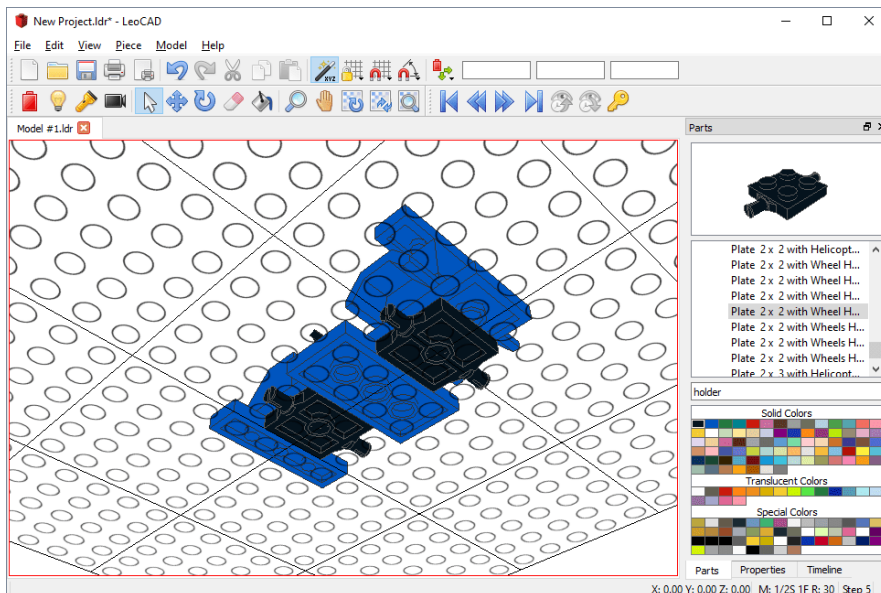 New Project.ldr* - LeoCAD
File Edit View Piece Model Help
XYZ
Model #1.ldr
Parts
Plate 2 x 2 with Helicopt...
Plate 2 x 2 with Wheel H...
Plate 2 x 2 with Wheel H...
Plate 2 x 2 with Wheel H...
Plate 2 x 2 with Wheel H...
Plate 2 x 2 with Wheels H...
Plate 2 x 2 with Wheels H...
Plate 2 x 2 with Wheels H...
Plate 2 x 3 with Helicopt...
holder
Solid Colors
Translucent Colors
Special Colors
Parts Properties Timeline
X: 0.00 Y: 0.00 Z: 0.00 M: 1/2S 1F R: 30 Step 5